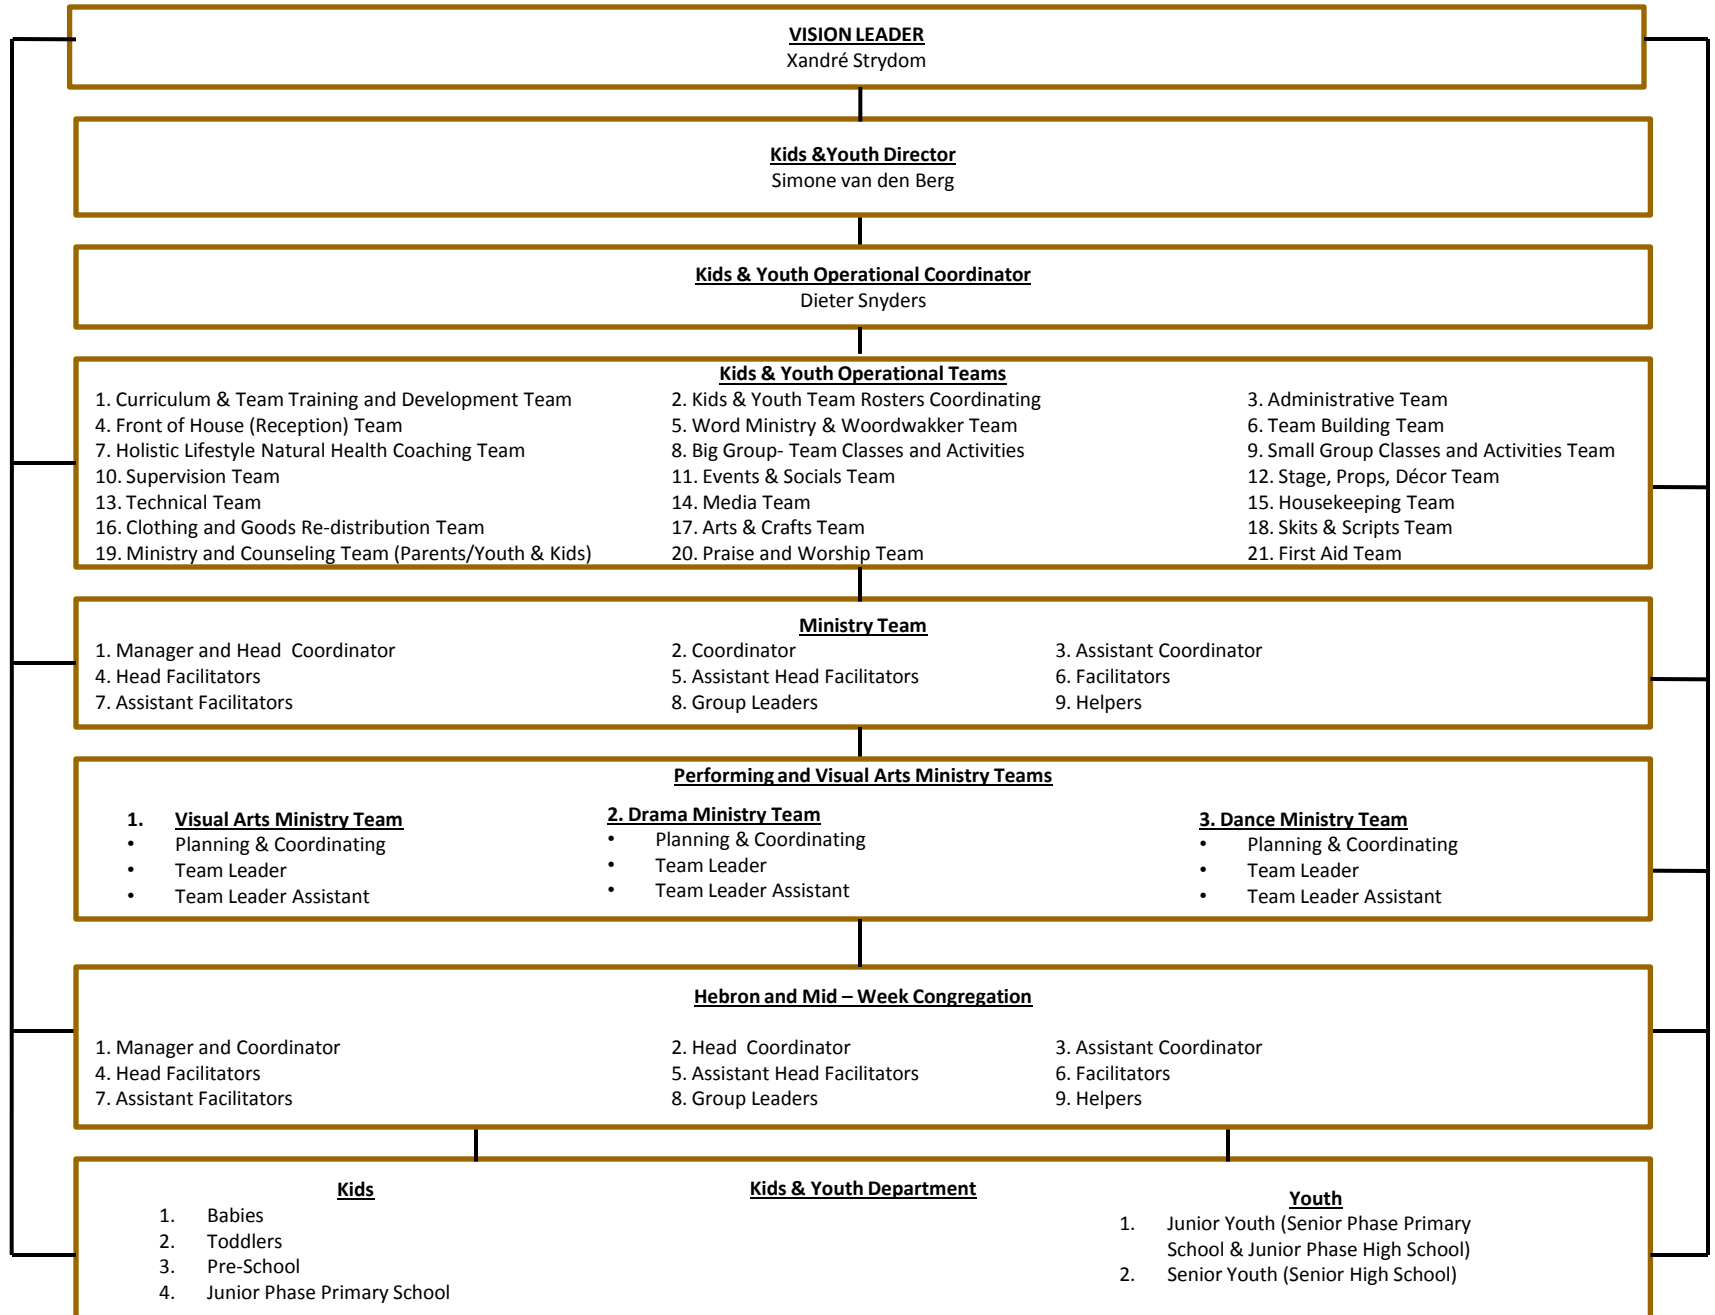 VISION LEADER
Xandré Strydom
Kids &Youth Director
Simone van den Berg
Kids & Youth Operational Coordinator
Dieter Snyders
Kids & Youth Operational Teams
1. Curriculum & Team Training and Development Team 2. Kids & Youth Team Rosters Coordinating 3. Administrative Team
4. Front of House (Reception) Team 5. Word Ministry & Woordwakker Team 6. Team Building Team
7. Holistic Lifestyle Natural Health Coaching Team 8. Big Group- Team Classes and Activities 9. Small Group Classes and Activities Team
10. Supervision Team 11. Events & Socials Team 12. Stage, Props, Décor Team
13. Technical Team 14. Media Team 15. Housekeeping Team
16. Clothing and Goods Re-distribution Team 17. Arts & Crafts Team 18. Skits & Scripts Team
19. Ministry and Counseling Team (Parents/Youth & Kids) 20. Praise and Worship Team 21. First Aid Team
Ministry Team
1. Manager and Head Coordinator 2. Coordinator 3. Assistant Coordinator
4. Head Facilitators 5. Assistant Head Facilitators 6. Facilitators
7. Assistant Facilitators 8. Group Leaders 9. Helpers
Performing and Visual Arts Ministry Teams
1. Visual Arts Ministry Team
• Planning & Coordinating
• Team Leader
• Team Leader Assistant
2. Drama Ministry Team
• Planning & Coordinating
• Team Leader
• Team Leader Assistant
3. Dance Ministry Team
• Planning & Coordinating
• Team Leader
• Team Leader Assistant
Hebron and Mid – Week Congregation
1. Manager and Coordinator 2. Head Coordinator 3. Assistant Coordinator
4. Head Facilitators 5. Assistant Head Facilitators 6. Facilitators
7. Assistant Facilitators 8. Group Leaders 9. Helpers
Kids & Youth Department
Kids
1. Babies
2. Toddlers
3. Pre-School
4. Junior Phase Primary School
Youth
1. Junior Youth (Senior Phase Primary
School & Junior Phase High School)
2. Senior Youth (Senior High School)